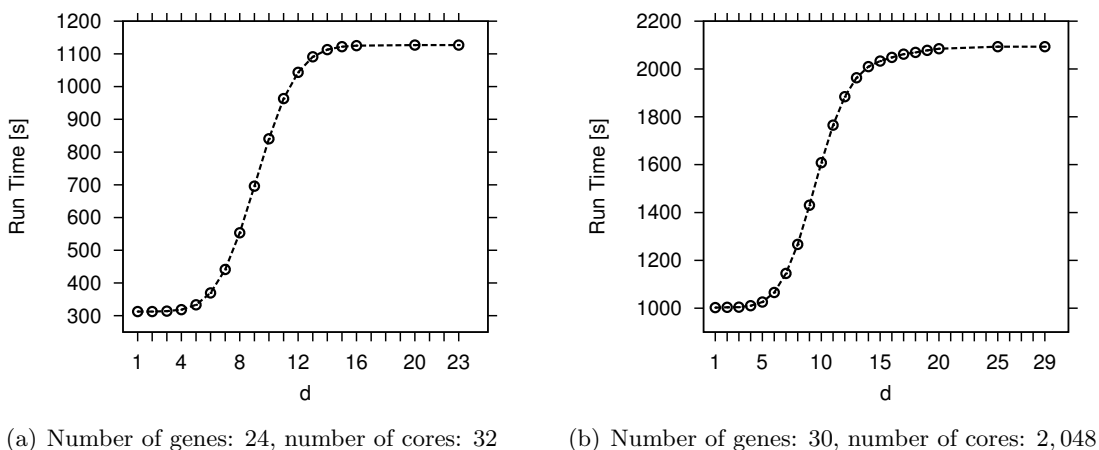 1200
1100
1000
900
800
700
600
500
400
300
Run Time [s]
1 4 8 12 16 20 23
d
(a) Number of genes: 24, number of cores: 32
2200
2000
1800
1600
1400
1200
1000
Run Time [s]
1 5 10 15 20 25 29
d
(b) Number of genes: 30, number of cores: 2, 048